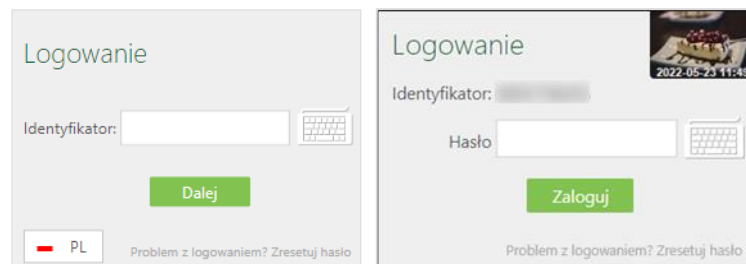 Logowanie
Identyfikator:
Dalej
PL
Problem z logowaniem? Zresetuj hasło
Logowanie
2022-05-23 11:49
Identyfikator:
Hasło
Zaloguj
Problem z logowaniem? Zresetuj hasło